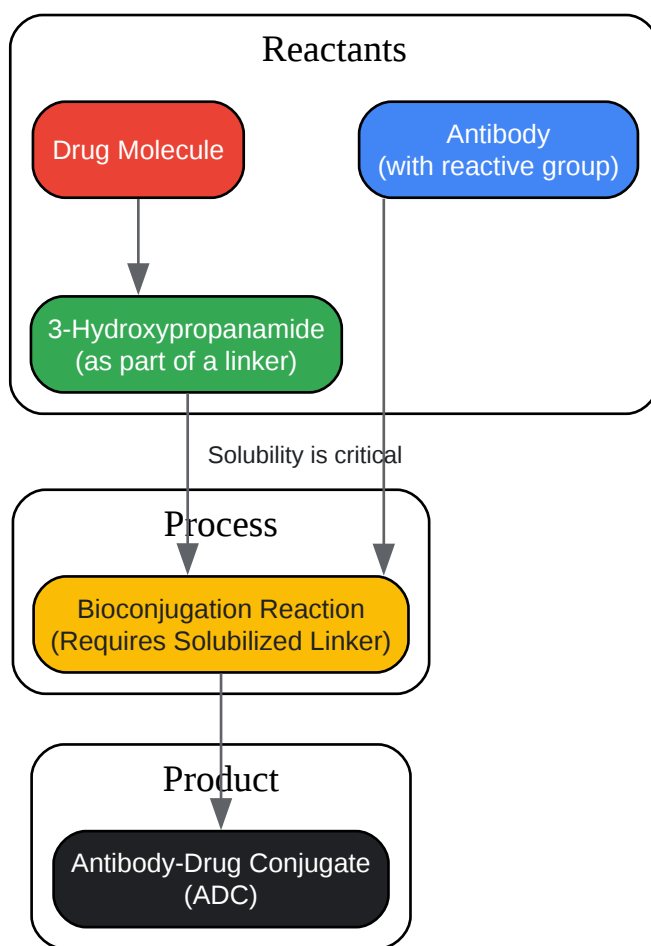 Reactants
Drug Molecule
Antibody
(with reactive group)
3-Hydroxypropanamide
(as part of a linker)
Solubility is critical
Process
Bioconjugation Reaction
(Requires Solubilized Linker)
Product
Antibody-Drug Conjugate
(ADC)